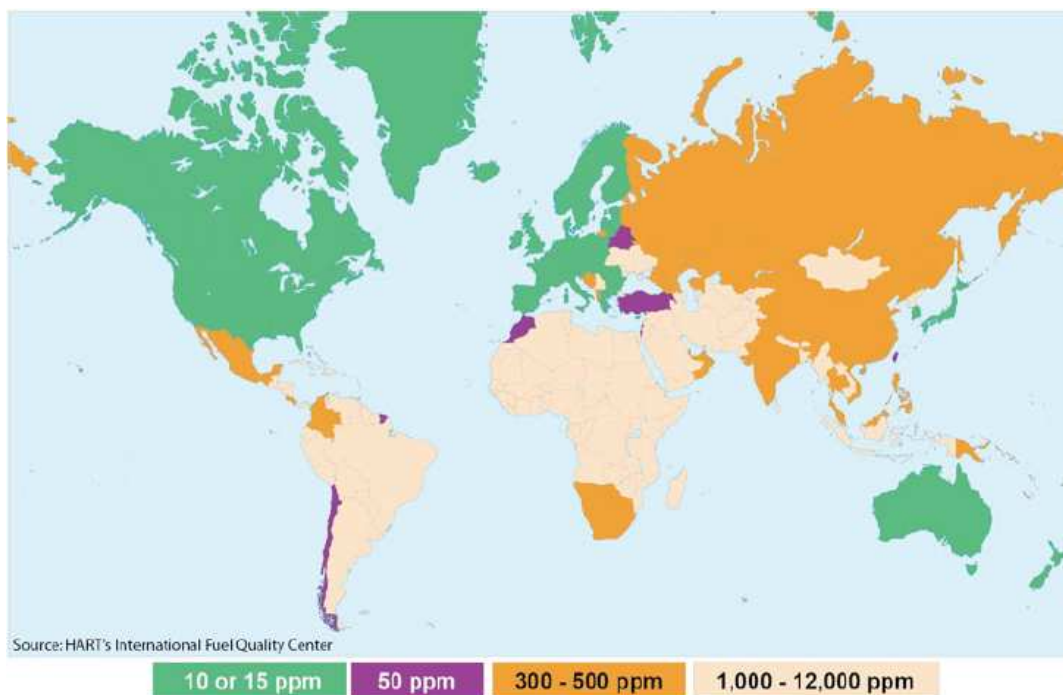 Source: HART's International Fuel Quality Center
10 or 15 ppm
50 ppm
300 - 500 ppm
1,000 - 12,000 ppm